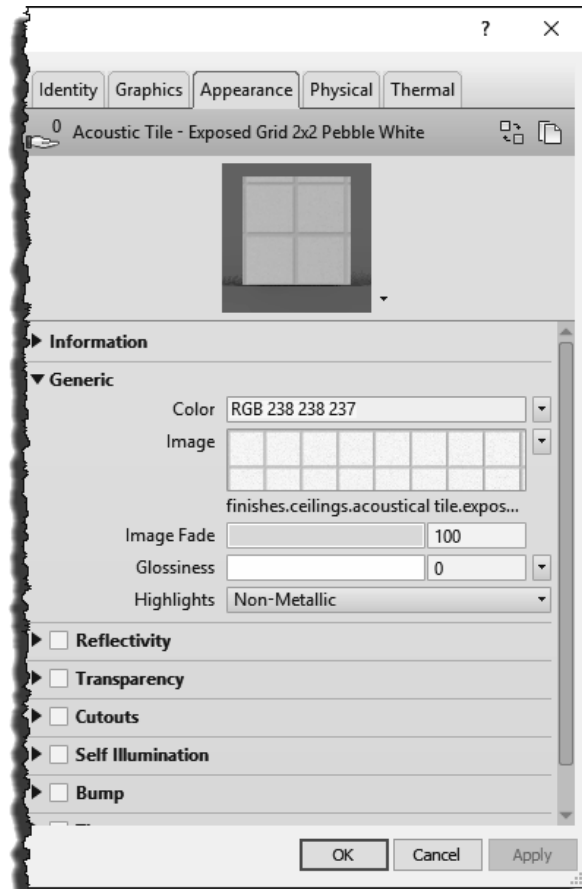 ?
Identity Graphics Appearance Physical Thermal
0 Acoustic Tile - Exposed Grid 2x2 Pebble White
Information
Generic
Color RGB 238 238 237
Image
finishes.ceilings.acoustical tile.expos...
Image Fade 100
Glossiness 0
Highlights Non-Metallic
Reflectivity
Transparency
Cutouts
Self Illumination
Bump
OK Cancel Apply